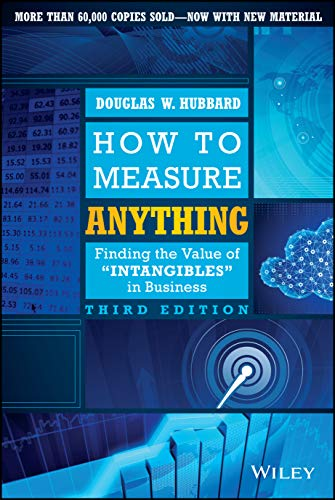 MORE THAN 60,000 COPIES SOLD—NOW WITH NEW MATERIAL
DOUGLAS W. HUBBARD
HOW TO
MEASURE
ANYTHING
Finding the Value of
“INTANGIBLES”
in Business
THIRD EDITION
WILEY